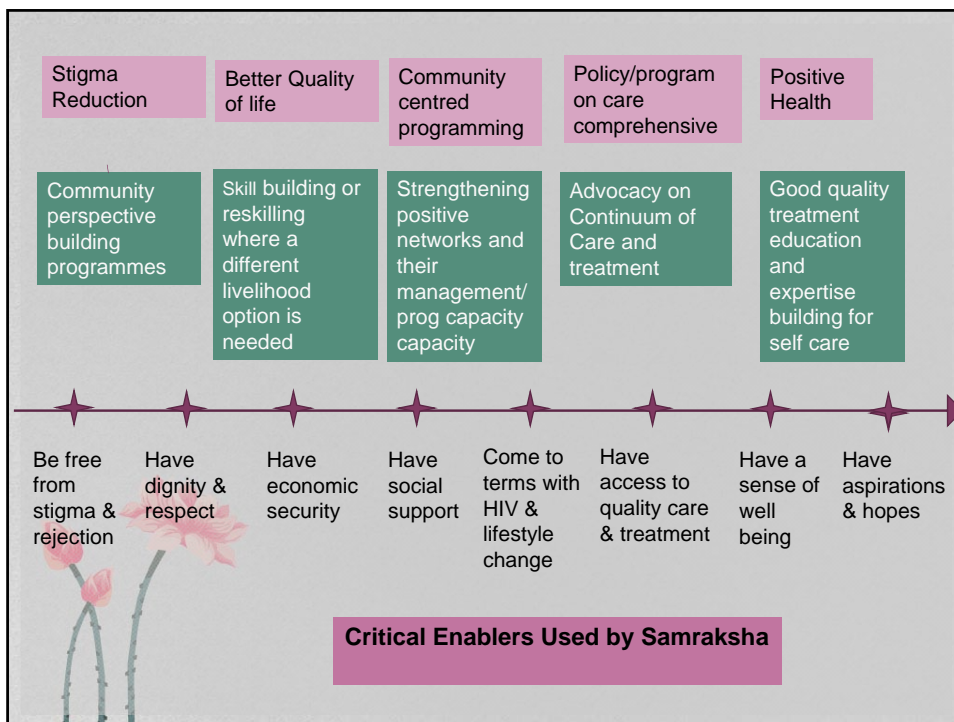 Stigma
Reduction
Better Quality
of life
Community
centred
programming
Policy/program
on care
comprehensive
Positive
Health
Community
perspective
building
programmes
Skill building or
reskilling
where a
different
livelihood
option is
needed
Strengthening
positive
networks and
their
management/
prog capacity
capacity
Advocacy on
Continuum of
Care and
treatment
Good quality
treatment
education
and
expertise
building for
self care
Be free
from
stigma &
rejection
Have
dignity &
respect
Have
economic
security
Have
social
support
Come to
terms with
HIV &
lifestyle
change
Have
access to
quality care
& treatment
Have a
sense of
well
being
Have
aspirations
& hopes
Critical Enablers Used by Samraksha